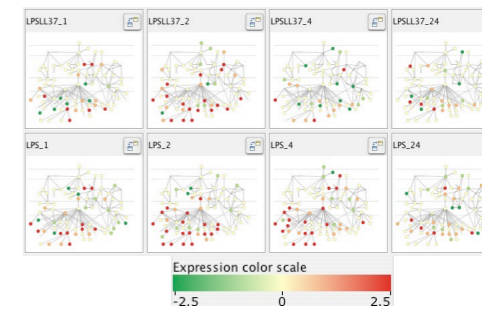 LPSLL37_1 LPSLL37_2 LPSLL37_4 LPSLL37_24
LPS_1 LPS_2 LPS_4 LPS_24
Expression color scale
-2.5 0 2.5